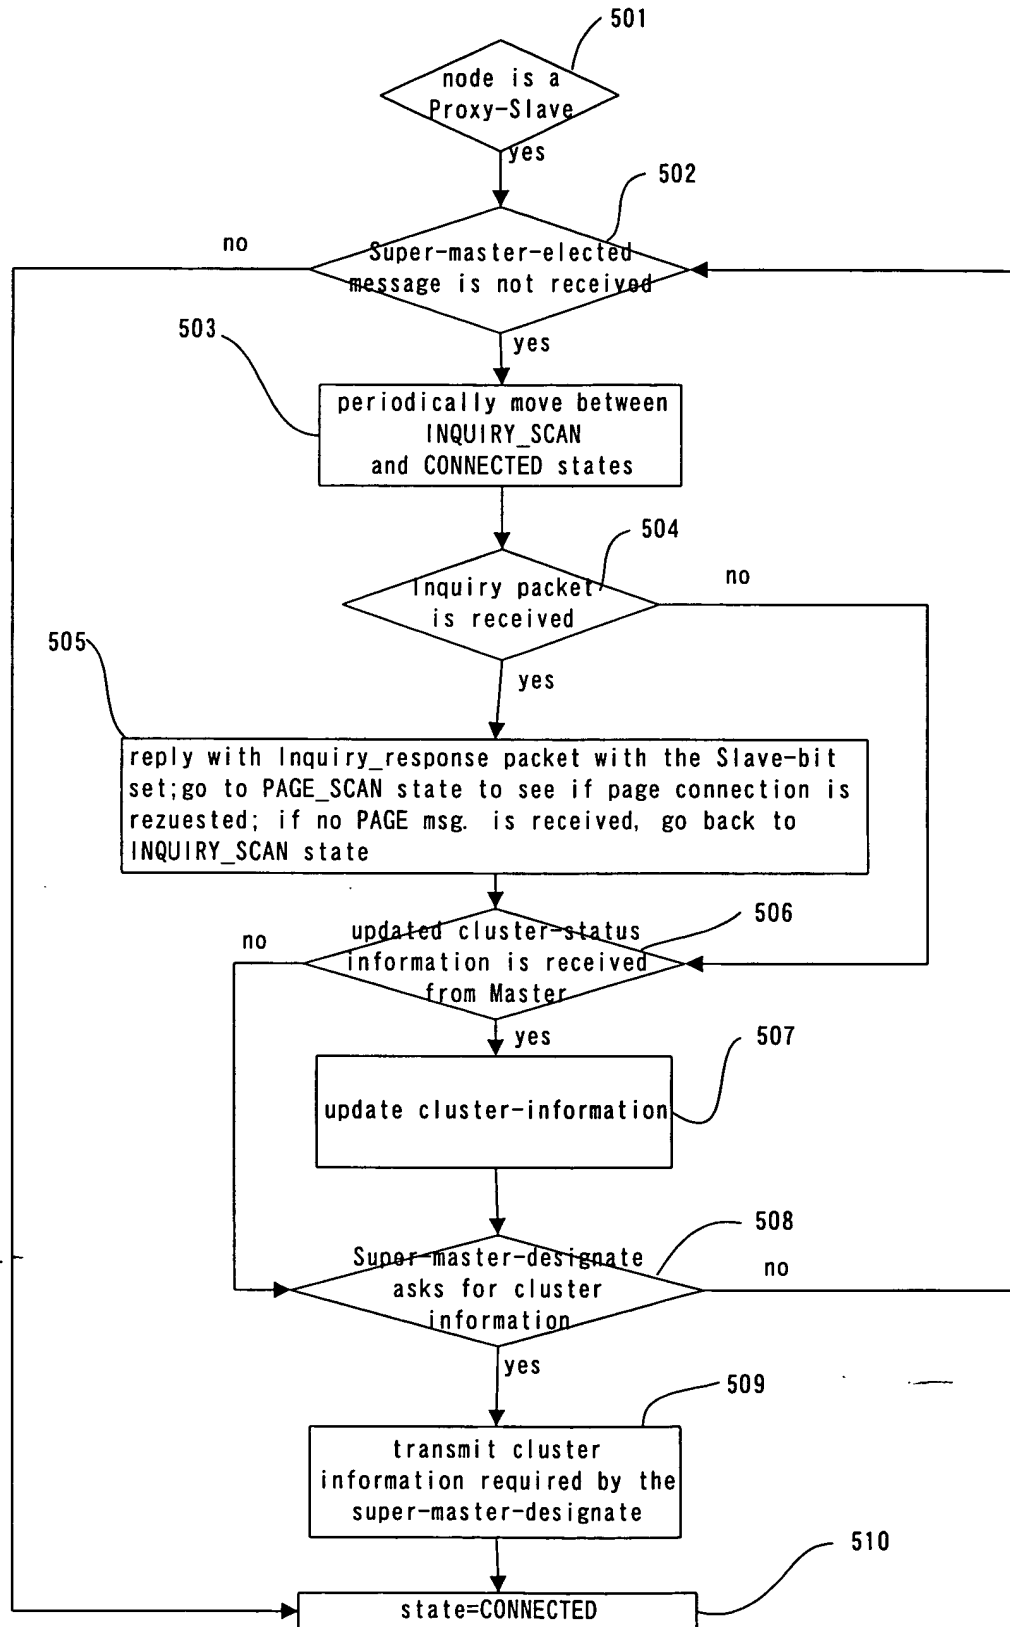 501
node is a
Proxy-Slave
yes
502
no
Super-master-elected
message is not received
503
yes
periodically move between
INQUIRY_SCAN
and CONNECTED states
504
no
Inquiry packet
is received
505
yes
reply with Inquiry_response packet with the Slave-bit
set;go to PAGE_SCAN state to see if page connection is
rezuested; if no PAGE msg. is received, go back to
INQUIRY_SCAN state
506
no
updated cluster-status
information is received
from Master
yes
507
update cluster-information
508
Super-master-designate
no
asks for cluster
information
yes
509
transmit cluster
information required by the
super-master-designate
510
state=CONNECTED